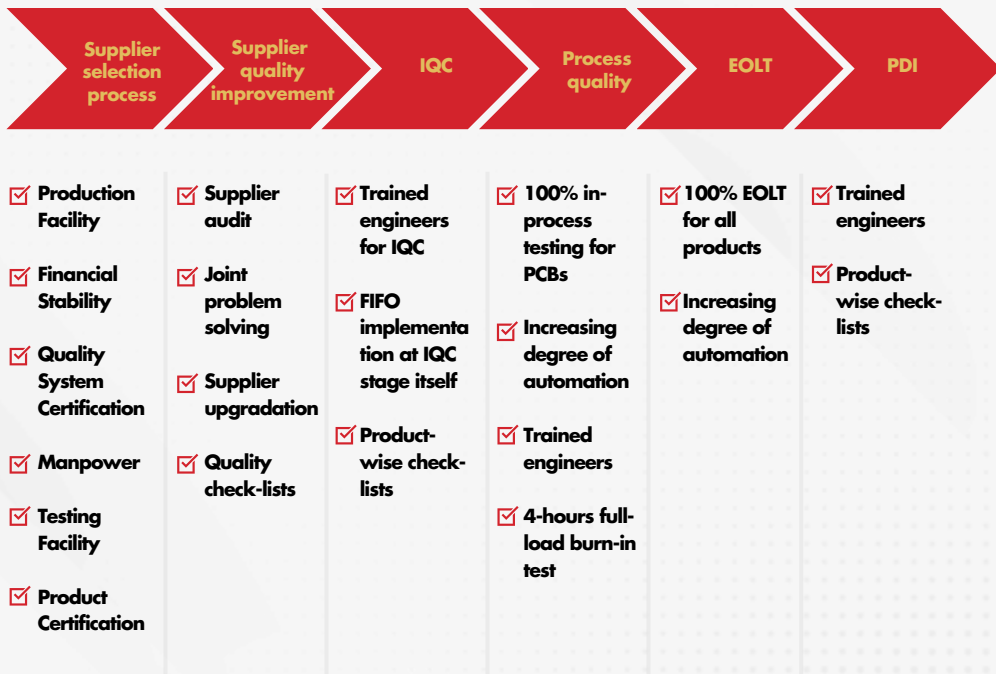 Supplier
selection
process
Supplier
quality
improvement
IQC
Process
quality
EOLT
PDI
Production
Facility
Financial
Stability
Quality
System
Certification
Manpower
Testing
Facility
Product
Certification
Supplier
audit
Joint
problem
solving
Supplier
upgradation
Quality
check-lists
Trained
engineers
for IQC
FIFO
implementa
tion at IQC
stage itself
Product-
wise check-
lists
100% in-
process
testing for
PCBs
Increasing
degree of
automation
Trained
engineers
4-hours full-
load burn-in
test
100% EOLT
for all
products
Increasing
degree of
automation
Trained
engineers
Product-
wise check-
lists